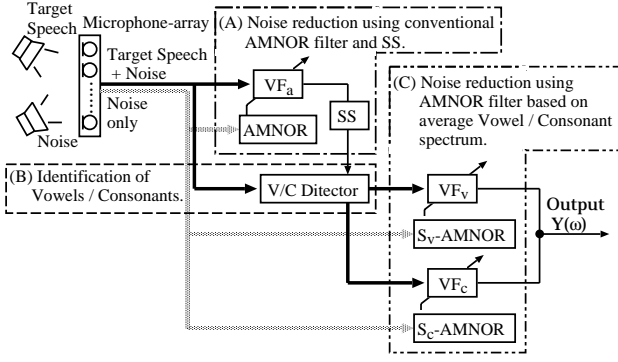 Target
Speech
Microphone-array
Target Speech
+ Noise
Noise
only
Noise
(A) Noise reduction using conventional
AMNOR filter and SS.
VFa
AMNOR
SS
(B) Identification of
Vowels / Consonants.
V/C Ditector
(C) Noise reduction using
AMNOR filter based on
average Vowel / Consonant
spectrum.
VFv
Sv-AMNOR
VFc
Sc-AMNOR
Output
Y(ω)